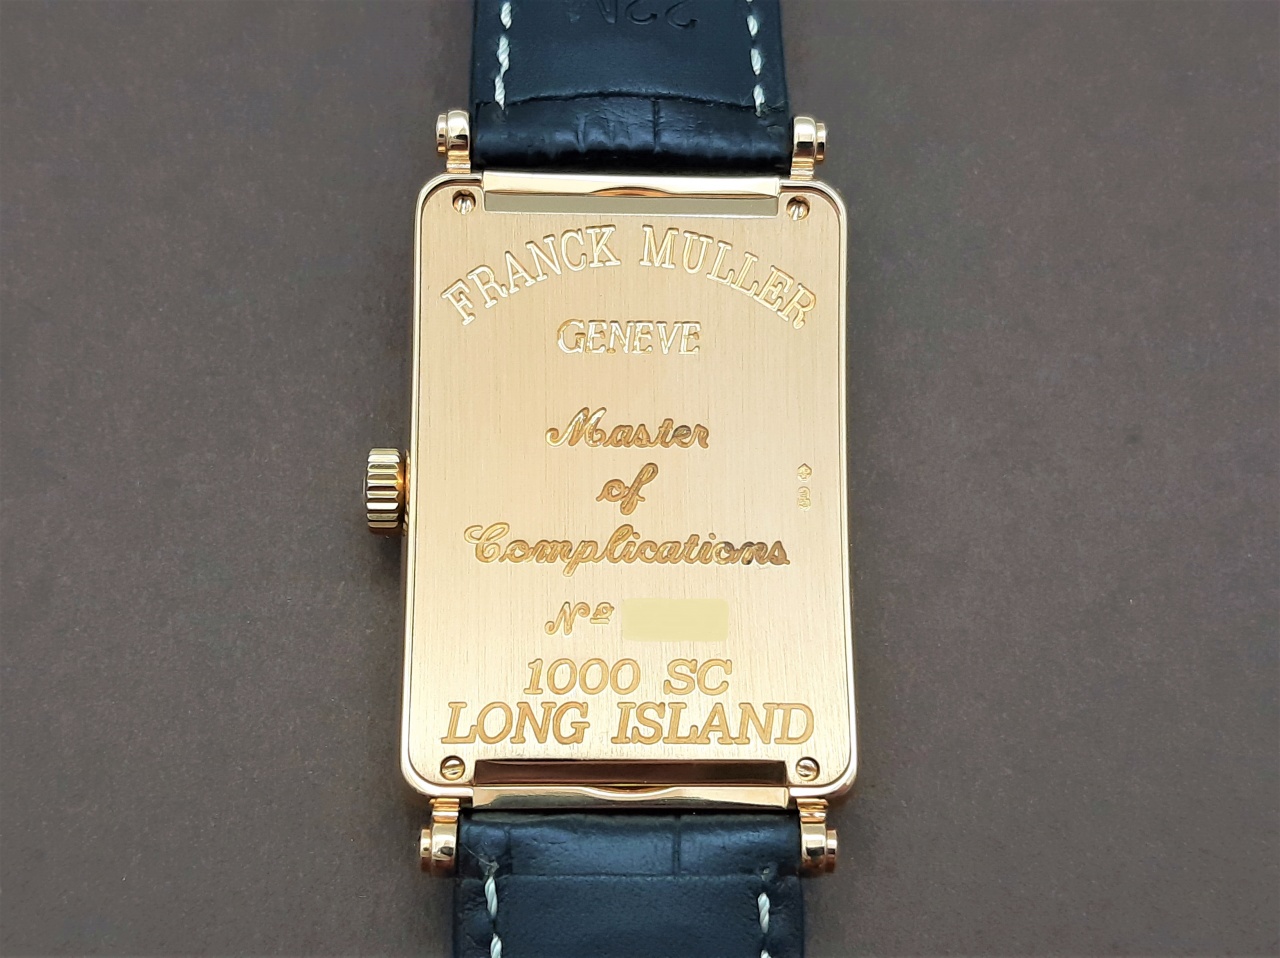 FRANCK MULLER
GENEVE
Master
of
Complications
Nº
1000 SC
LONG ISLAND